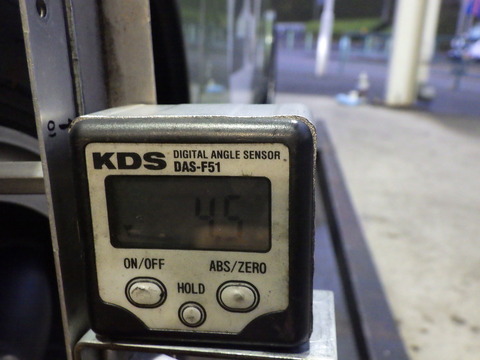 KDS DIGITAL ANGLE SENSOR
DAS-F51
4.5
ON/OFF ABS/ZERO
HOLD